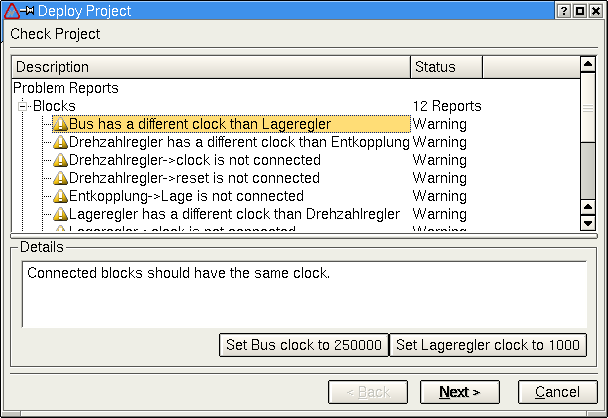 Deploy Project
Check Project
Description Status
Problem Reports
Blocks 12 Reports
Bus has a different clock than Lageregler Warning
Drehzahlregler has a different clock than Entkopplung Warning
Drehzahlregler->clock is not connected Warning
Drehzahlregler->reset is not connected Warning
Entkopplung->Lage is not connected Warning
Lageregler has a different clock than Drehzahlregler Warning
Details
Connected blocks should have the same clock.
Set Bus clock to 250000 Set Lageregler clock to 1000
< Back Next > Cancel